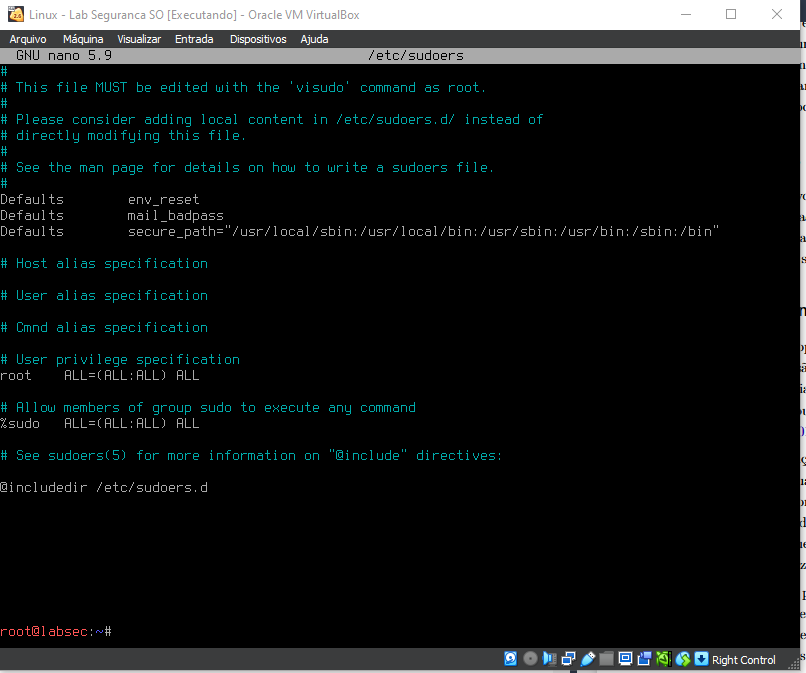 Linux - Lab Seguranca SO [Executando] - Oracle VM VirtualBox
Arquivo Máquina Visualizar Entrada Dispositivos Ajuda
GNU nano 5.9 /etc/sudoers
#
# This file MUST be edited with the 'visudo' command as root.
#
# Please consider adding local content in /etc/sudoers.d/ instead of
# directly modifying this file.
#
# See the man page for details on how to write a sudoers file.
#
Defaults env_reset
Defaults mail_badpass
Defaults secure_path="/usr/local/sbin:/usr/local/bin:/usr/sbin:/usr/bin:/sbin:/bin"
# Host alias specification
# User alias specification
# Cmnd alias specification
# User privilege specification
root ALL=(ALL:ALL) ALL
# Allow members of group sudo to execute any command
%sudo ALL=(ALL:ALL) ALL
# See sudoers(5) for more information on "@include" directives:
@includedir /etc/sudoers.d
root@labsec:~#
Right Control